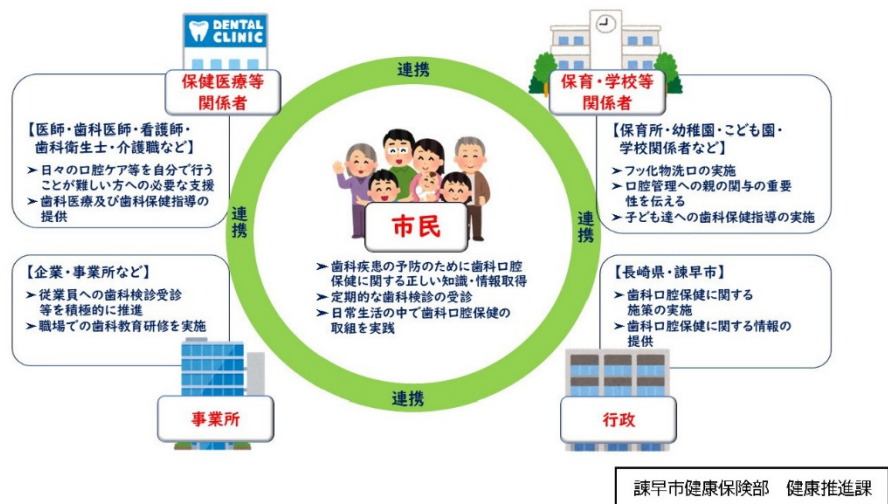 DENTAL
CLINIC
保健医療等
関係者
【医師・歯科医師・看護師・
歯科衛生士・介護職など】
➤ 日々の口腔ケア等を自分で行う
ことが難しい方への必要な支援
➤ 歯科医療及び歯科保健指導の
提供
連携
保育・学校等
関係者
【保育所・幼稚園・こども園・
学校関係者など】
➤ フッ化物洗口の実施
➤ 口腔管理への親の関与の重要
性を伝える
➤ 子ども達への歯科保健指導の実施
連携
連携
市民
➤ 歯科疾患の予防のために歯科口腔
保健に関する正しい知識・情報取得
➤ 定期的な歯科検診の受診
➤ 日常生活の中で歯科口腔保健の
取組を実践
【企業・事業所など】
➤ 従業員への歯科検診受診
等を積極的に推進
➤ 職場での歯科教育研修を実施
事業所
【長崎県・諫早市】
➤ 歯科口腔保健に関する
施策の実施
➤ 歯科口腔保健に関する情報の
提供
行政
連携
諫早市健康保険部　健康推進課